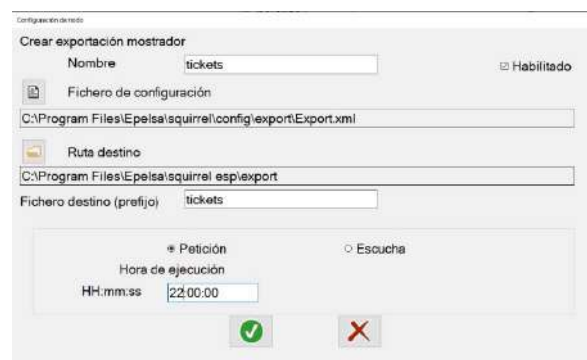 Configuración de nodo
Crear exportación mostrador
Nombre tickets Habilitado
Fichero de configuración
C:\Program Files\Epelsa\squirrel\config\export\Export.xml
Ruta destino
C:\Program Files\Epelsa\squirrel esp\export
Fichero destino (prefijo) tickets
Petición Escucha
Hora de ejecución
HH:mm:ss 22:00:00